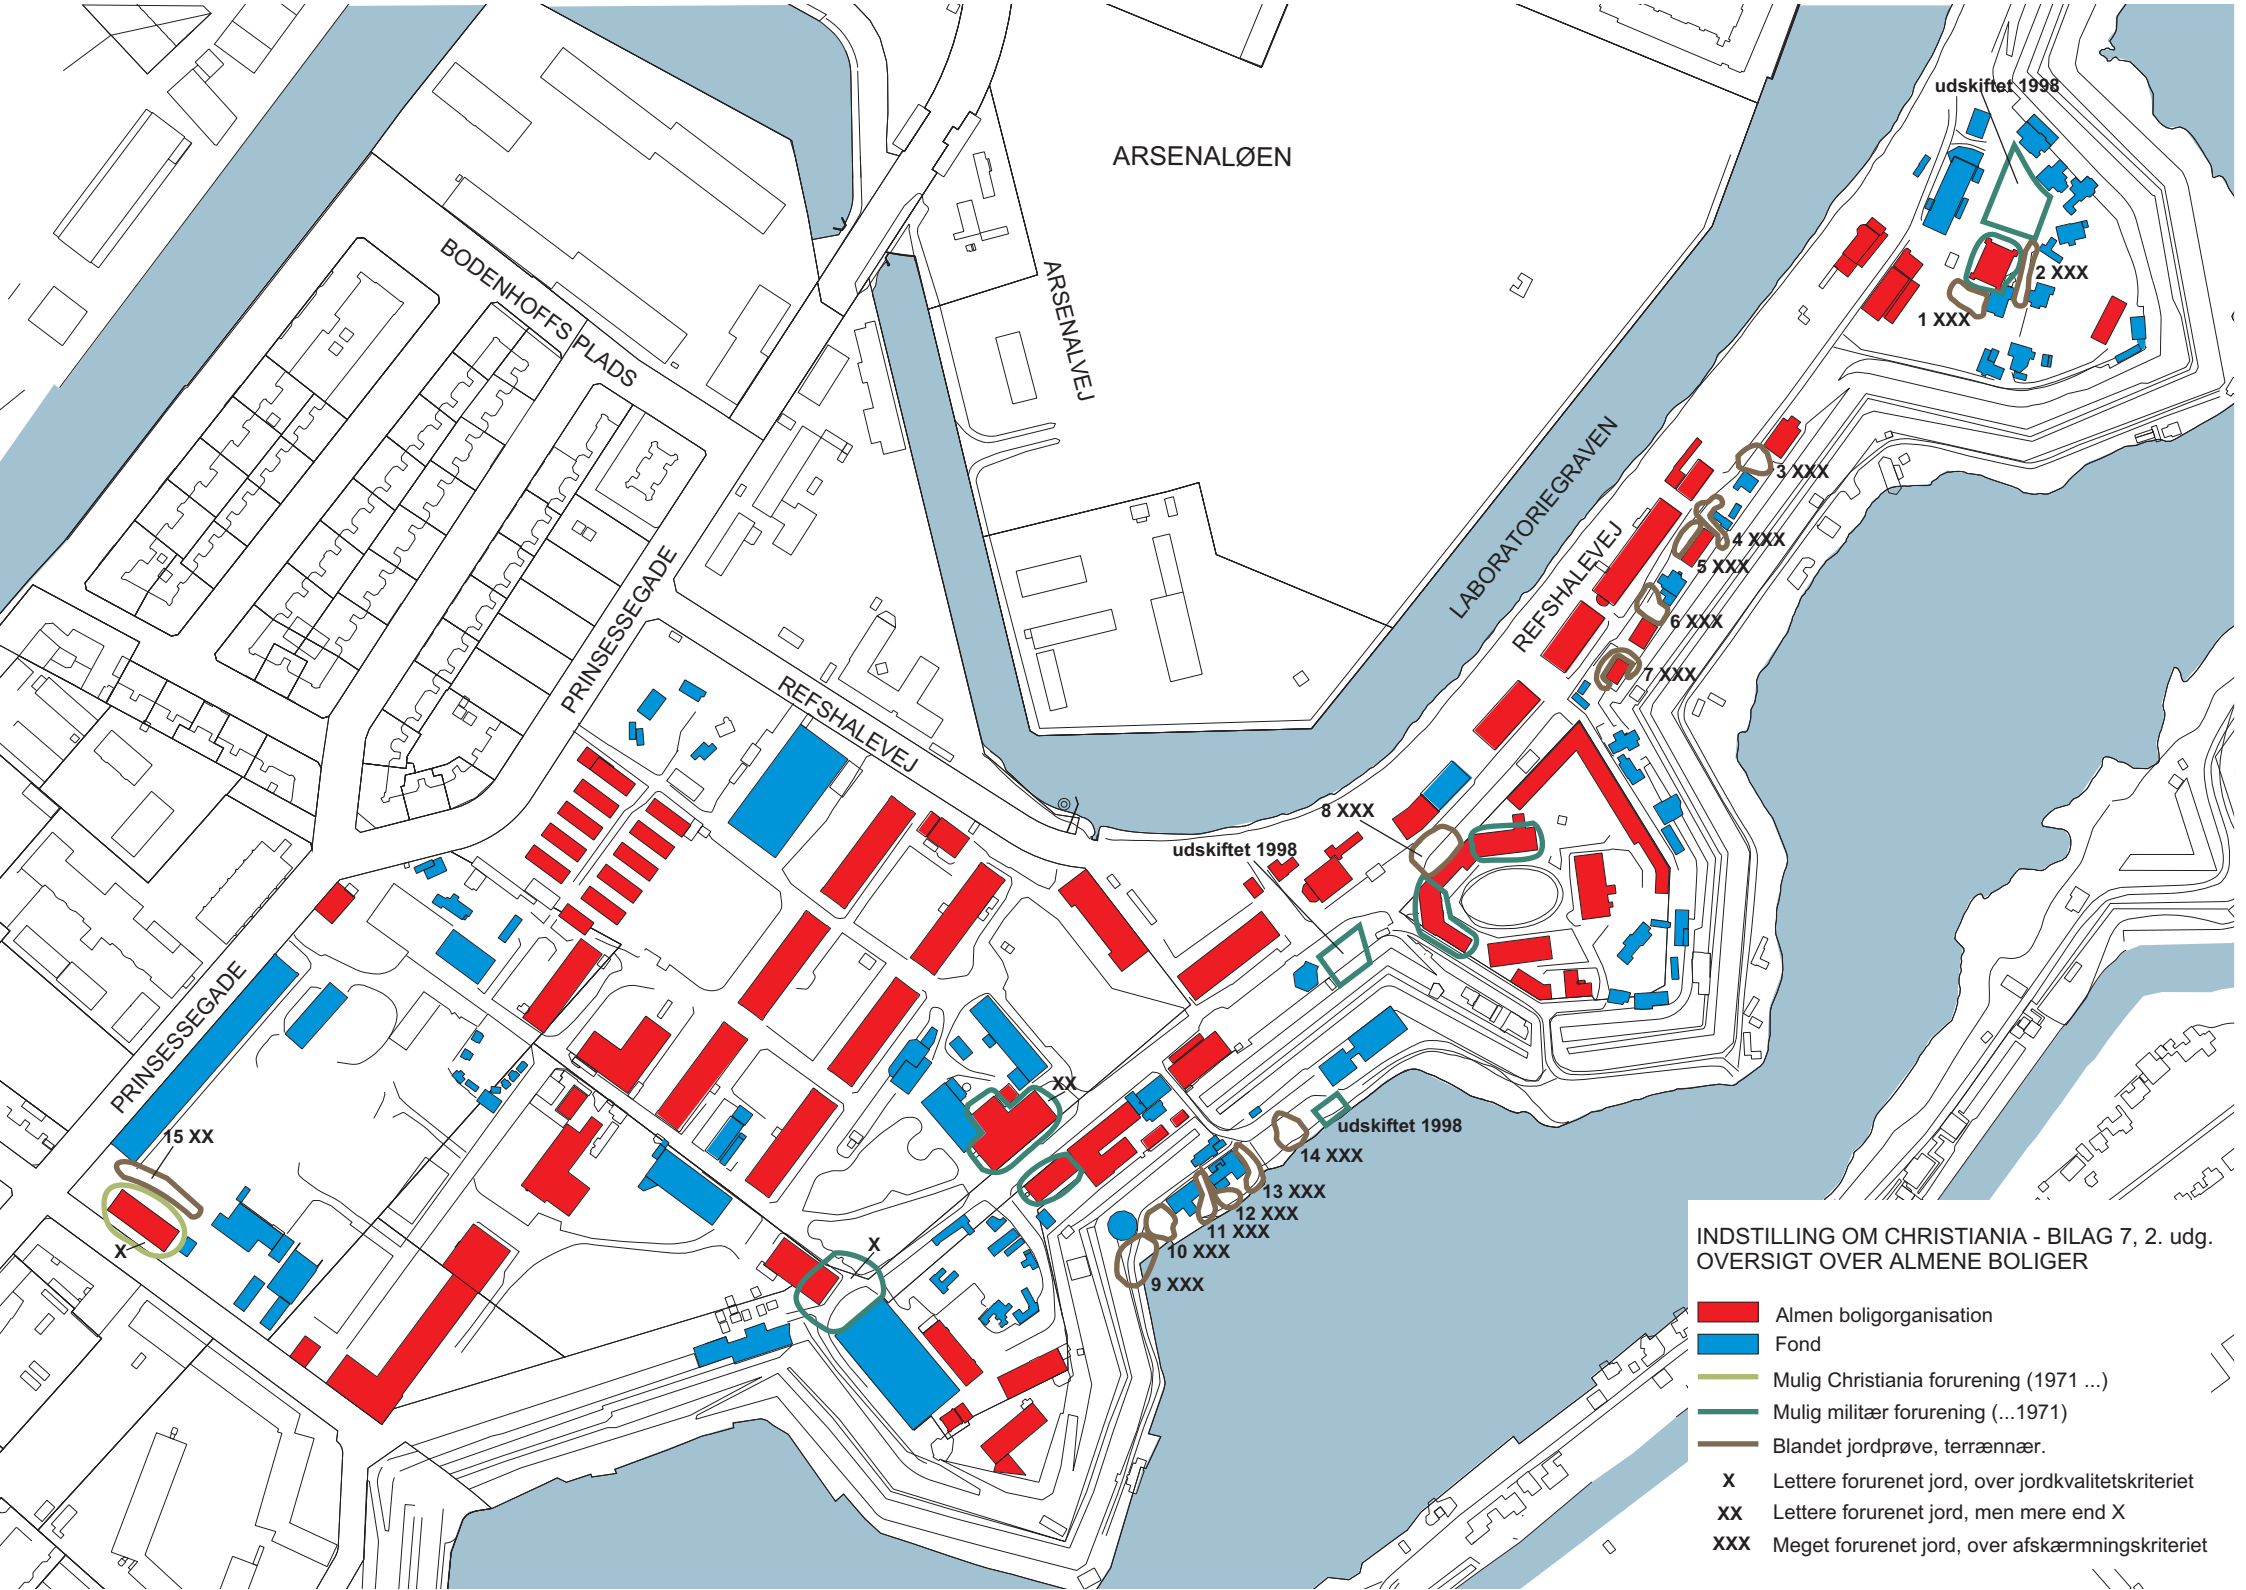 udskiftet 1998
ARSENALØEN
BODENHOFFS PLADS
ARSENALVEJ
2 XXX
1 XXX
LABORATORIEGRAVEN
3 XXX
4 XXX
5 XXX
REFSHALEVEJ
6 XXX
PRINSESSEGADE
7 XXX
REFSHALEVEJ
8 XXX
udskiftet 1998
PRINSESSEGADE
XX
udskiftet 1998
15 XX
14 XXX
13 XXX
12 XXX
11 XXX
X
X
10 XXX
9 XXX
INDSTILLING OM CHRISTIANIA - BILAG 7, 2. udg.
OVERSIGT OVER ALMENE BOLIGER
Almen boligorganisation
Fond
Mulig Christiania forurening (1971 ...)
Mulig militær forurening (...1971)
Blandet jordprøve, terrænnær.
X Lettere forurenet jord, over jordkvalitetskriteriet
XX Lettere forurenet jord, men mere end X
XXX Meget forurenet jord, over afskærmningskriteriet